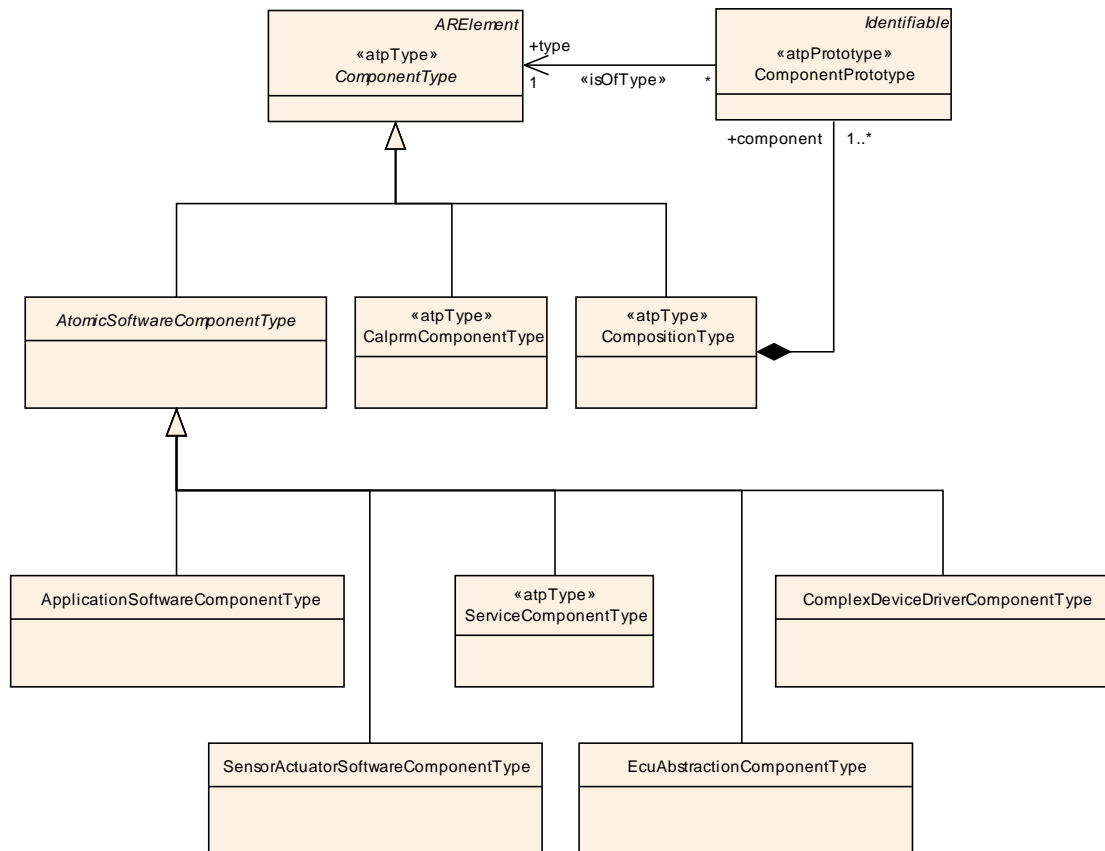 ARElement
«atpType»
ComponentType
+type
1
«isOfType»
*
Identifiable
«atpPrototype»
ComponentPrototype
+component
1..*
AtomicSoftwareComponentType
«atpType»
CalprmComponentType
«atpType»
CompositionType
ApplicationSoftwareComponentType
«atpType»
ServiceComponentType
ComplexDeviceDriverComponentType
SensorActuatorSoftwareComponentType
EcuAbstractionComponentType